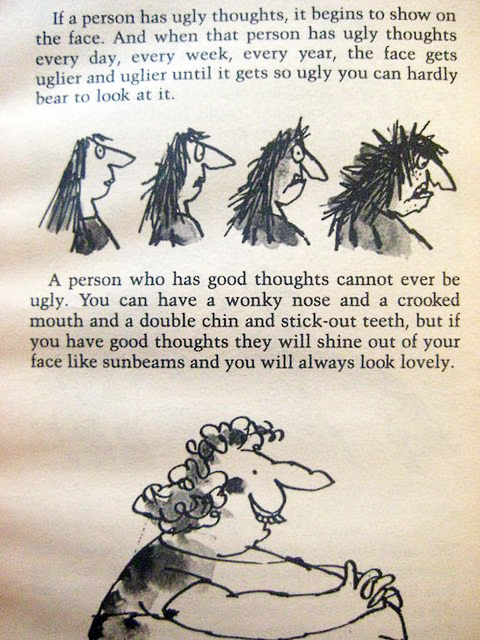 If a person has ugly thoughts, it begins to show on
the face. And when that person has ugly thoughts
every day, every week, every year, the face gets
uglier and uglier until it gets so ugly you can hardly
bear to look at it.
A person who has good thoughts cannot ever be
ugly. You can have a wonky nose and a crooked
mouth and a double chin and stick-out teeth, but if
you have good thoughts they will shine out of your
face like sunbeams and you will always look lovely.